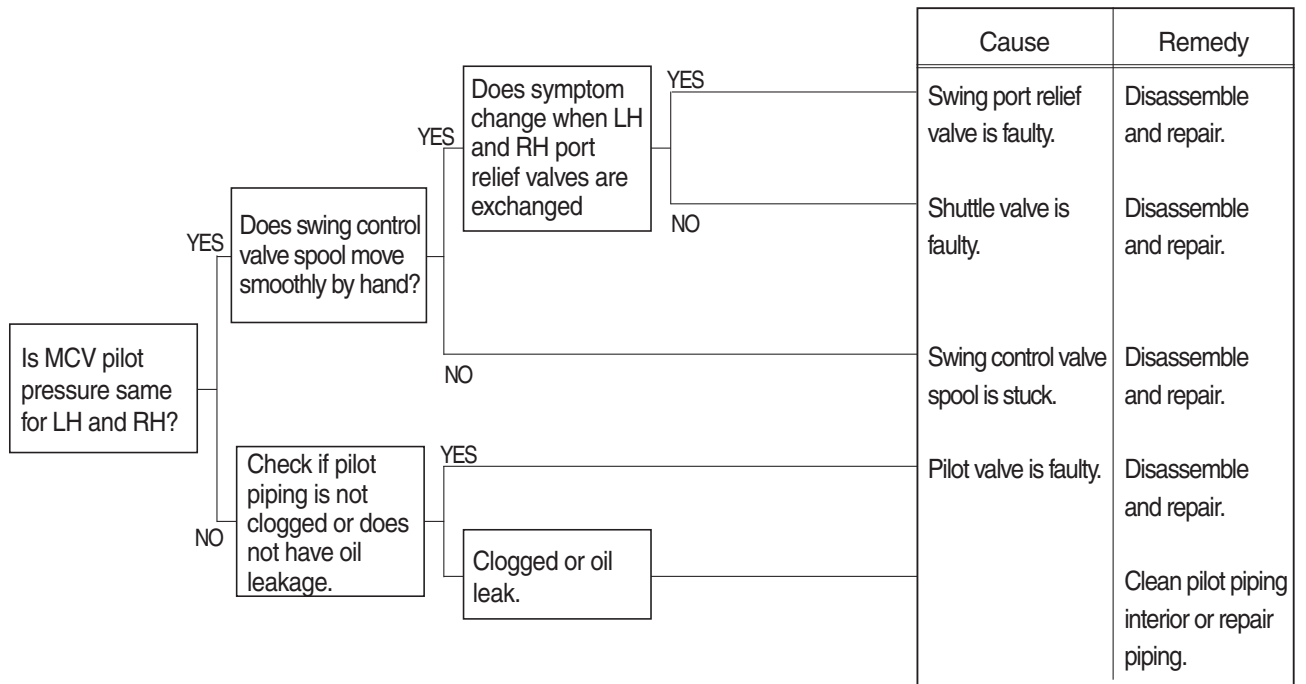 Is MCV pilot
pressure same
for LH and RH?
YES
Does swing control
valve spool move
smoothly by hand?
YES
Does symptom
change when LH
and RH port
relief valves are
exchanged
YES
NO
NO
NO
Check if pilot
piping is not
clogged or does
not have oil
leakage.
YES
Clogged or oil
leak.
Cause
Remedy
Swing port relief
valve is faulty.
Disassemble
and repair.
Shuttle valve is
faulty.
Disassemble
and repair.
Swing control valve
spool is stuck.
Disassemble
and repair.
Pilot valve is faulty.
Disassemble
and repair.
Clean pilot piping
interior or repair
piping.